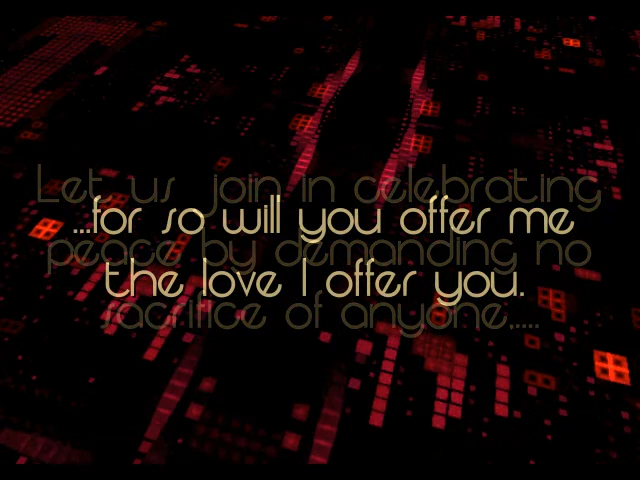 Let us join in celebrating
...for so will you offer me
peace by demanding no
the love I offer you.
sacrifice of anyone,....